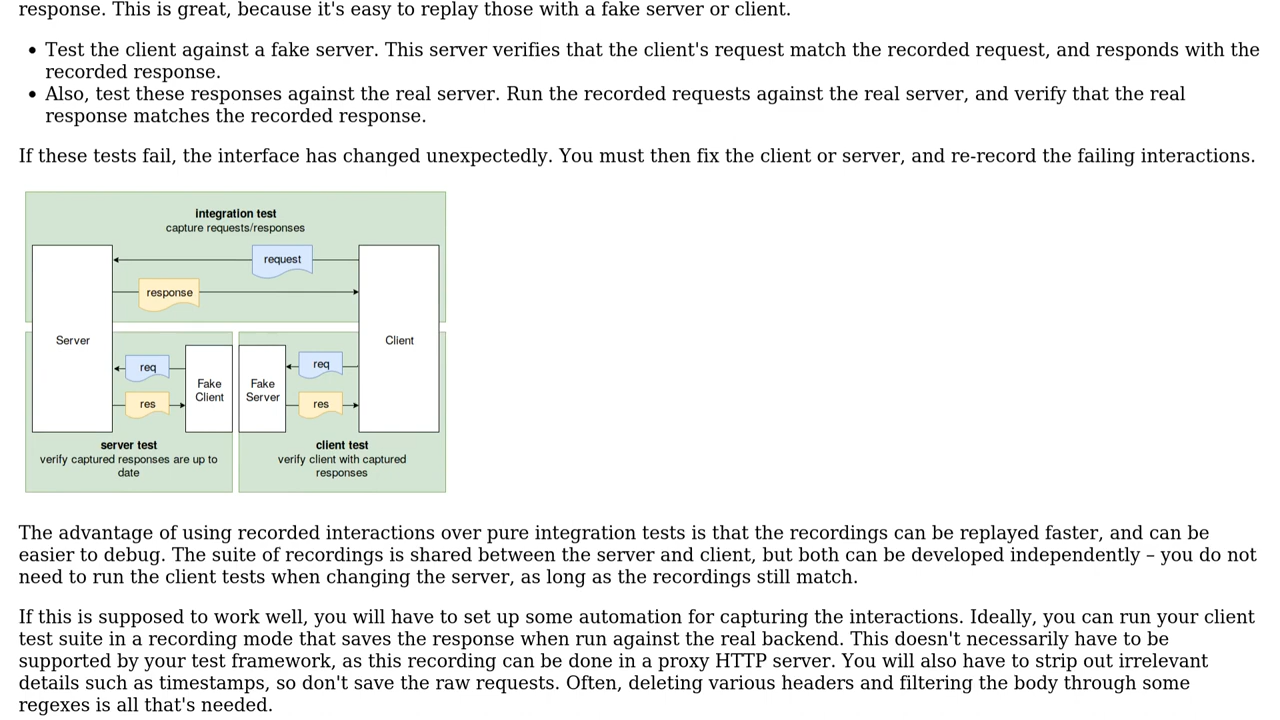 response. This is great, because it's easy to replay those with a fake server or client.
• Test the client against a fake server. This server verifies that the client's request match the recorded request, and responds with the
recorded response.
• Also, test these responses against the real server. Run the recorded requests against the real server, and verify that the real
response matches the recorded response.
If these tests fail, the interface has changed unexpectedly. You must then fix the client or server, and re-record the failing interactions.
integration test
capture requests/responses
request
response
Server
Client
req
res
Fake
Client
Fake
Server
req
res
server test
verify captured responses are up to
date
client test
verify client with captured
responses
The advantage of using recorded interactions over pure integration tests is that the recordings can be replayed faster, and can be
easier to debug. The suite of recordings is shared between the server and client, but both can be developed independently – you do not
need to run the client tests when changing the server, as long as the recordings still match.
If this is supposed to work well, you will have to set up some automation for capturing the interactions. Ideally, you can run your client
test suite in a recording mode that saves the response when run against the real backend. This doesn't necessarily have to be
supported by your test framework, as this recording can be done in a proxy HTTP server. You will also have to strip out irrelevant
details such as timestamps, so don't save the raw requests. Often, deleting various headers and filtering the body through some
regexes is all that's needed.